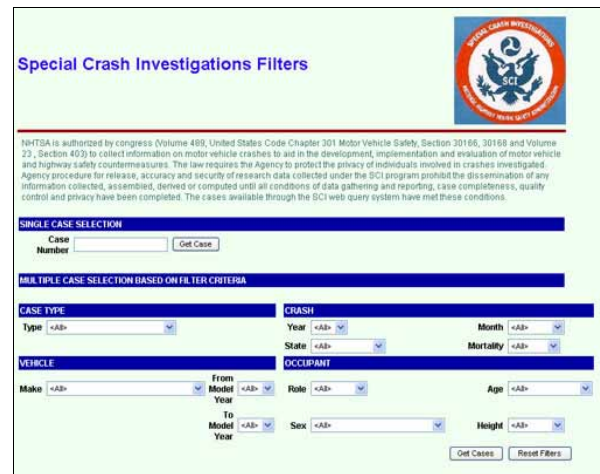 Special Crash Investigations Filters
SPECIAL CRASH INVESTIGATIONS
SCI
NHTSA is authorized by congress (Volume 489, United States Code Chapter 301 Motor Vehicle Safety, Section 30166, 30168 and Volume
23 , Section 403) to collect information on motor vehicle crashes to aid in the development, implementation and evaluation of motor vehicle
and highway safety countermeasures. The law requires the Agency to protect the privacy of individuals involved in crashes investigated.
Agency procedure for release, accuracy and security of research data collected under the SCI program prohibit the dissemination of any
information collected, assembled, derived or computed until all conditions of data gathering and reporting, case completeness, quality
control and privacy have been completed. The cases available through the SCI web query system have met these conditions.
SINGLE CASE SELECTION
Case Number Get Case
MULTIPLE CASE SELECTION BASED ON FILTER CRITERIA
CASE TYPE CRASH
Type <All> Year <All> Month <All>
State <All> Mortality <All>
VEHICLE OCCUPANT
Make <All> From Model Year <All> Role <All> Age <All>
To Model Year <All> Sex <All> Height <All>
Get Cases Reset Filters